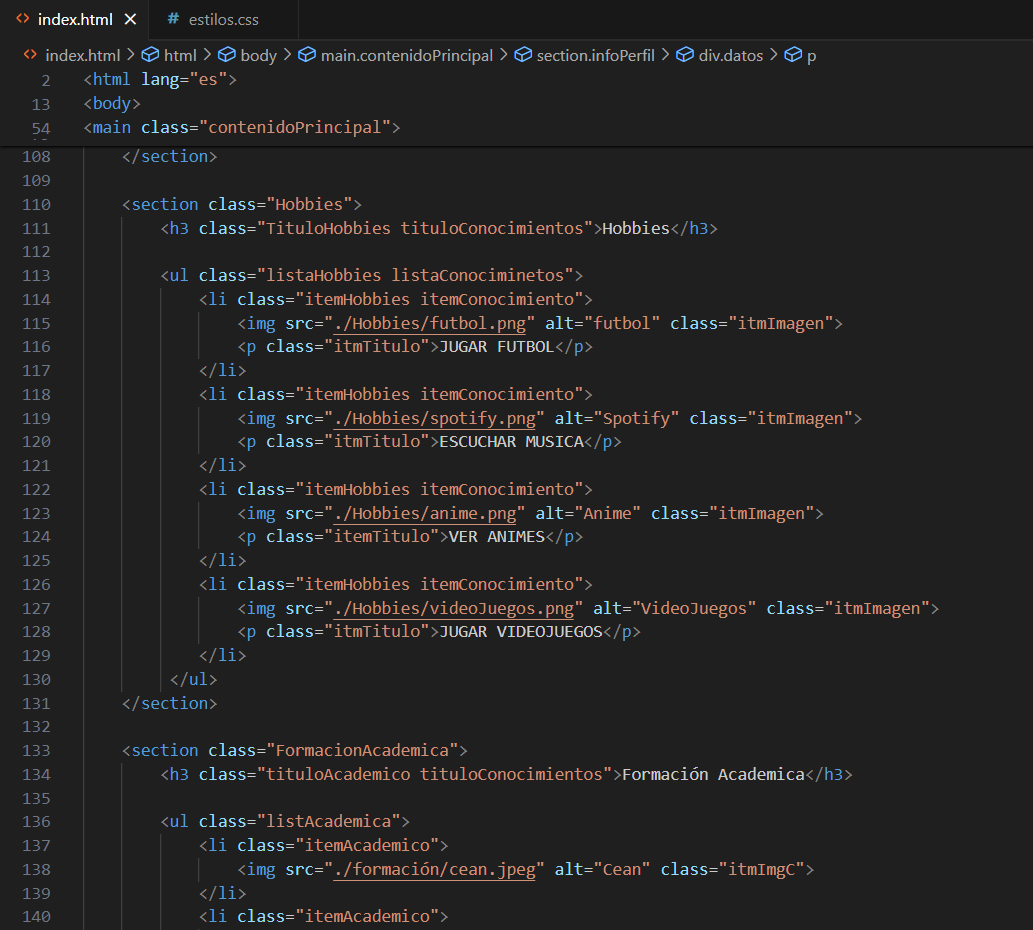 <> index.html × # estilos.css
<> index.html > html > body > main.contenidoPrincipal > section.infoPerfil > div.datos > p
2 <html lang="es">
13 <body>
54 <main class="contenidoPrincipal">
108 </section>
109
110 <section class="Hobbies">
111 <h3 class="TituloHobbies tituloConocimientos">Hobbies</h3>
112
113 <ul class="listaHobbies listaConociminetos">
114 <li class="itemHobbies itemConocimiento">
115 <img src="./Hobbies/futbol.png" alt="futbol" class="itmImagen">
116 <p class="itmTitulo">JUGAR FUTBOL</p>
117 </li>
118 <li class="itemHobbies itemConocimiento">
119 <img src="./Hobbies/spotify.png" alt="Spotify" class="itmImagen">
120 <p class="itmTitulo">ESCUCHAR MUSICA</p>
121 </li>
122 <li class="itemHobbies itemConocimiento">
123 <img src="./Hobbies/anime.png" alt="Anime" class="itmImagen">
124 <p class="itemTitulo">VER ANIMES</p>
125 </li>
126 <li class="itemHobbies itemConocimiento">
127 <img src="./Hobbies/videoJuegos.png" alt="VideoJuegos" class="itmImagen">
128 <p class="itmTitulo">JUGAR VIDEOJUEGOS</p>
129 </li>
130 </ul>
131 </section>
132
133 <section class="FormacionAcademica">
134 <h3 class="tituloAcademico tituloConocimientos">Formación Academica</h3>
135
136 <ul class="listAcademica">
137 <li class="itemAcademico">
138 <img src="./formación/cean.jpeg" alt="Cean" class="itmImgC">
139 </li>
140 <li class="itemAcademico">